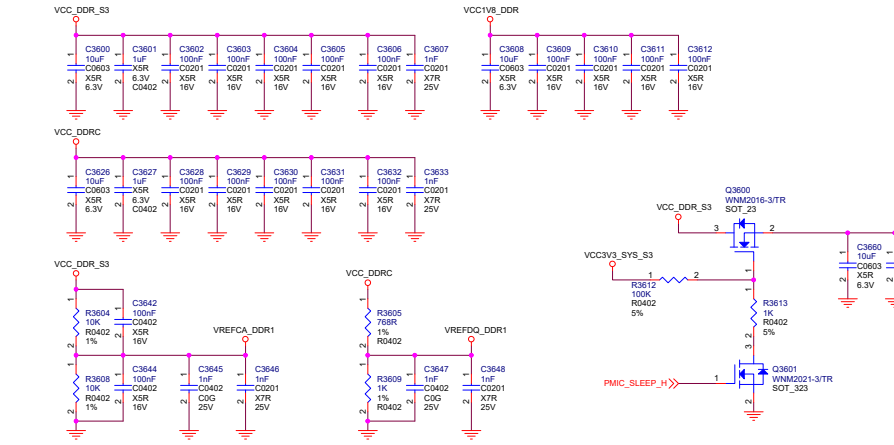 VCC_DDR_S3
C3600 10uF C0603 X5R 6.3V
C3601 1uF X5R 6.3V C0402
C3602 100nF C0201 X5R 16V
C3603 100nF C0201 X5R 16V
C3604 100nF C0201 X5R 16V
C3605 100nF C0201 X5R 16V
C3606 100nF C0201 X5R 16V
C3607 1nF C0201 X7R 25V
VCC1V8_DDR
C3608 10uF C0603 X5R 6.3V
C3609 100nF C0201 X5R 16V
C3610 100nF C0201 X5R 16V
C3611 100nF C0201 X5R 16V
C3612 100nF C0201 X5R 16V
VCC_DDRC
C3626 10uF C0603 X5R 6.3V
C3627 1uF X5R 6.3V C0402
C3628 100nF C0201 X5R 16V
C3629 100nF C0201 X5R 16V
C3630 100nF C0201 X5R 16V
C3631 100nF C0201 X5R 16V
C3632 100nF C0201 X5R 16V
C3633 1nF C0201 X7R 25V
VCC_DDR_S3
R3604 10K R0402 1%
C3642 100nF C0402 X5R 16V
VREFCA_DDR1
R3608 10K R0402 1%
C3644 100nF C0402 X5R 16V
C3645 1nF C0402 C0G 25V
C3646 1nF C0201 X7R 25V
VCC_DDRC
R3605 768R 1% R0402
VREFDQ_DDR1
R3609 1K 1% R0402
C3647 1nF C0402 C0G 25V
C3648 1nF C0201 X7R 25V
Q3600
WNM2016-3/TR
SOT_23
VCC_DDR_S3
3 2
1
VCC3V3_SYS_S3
1 2
R3612
100K
R0402
5%
C3660 10uF C0603 X5R 6.3V
R3613
1K
R0402
5%
PMIC_SLEEP_H
1
3
2
Q3601
WNM2021-3/TR
SOT_323